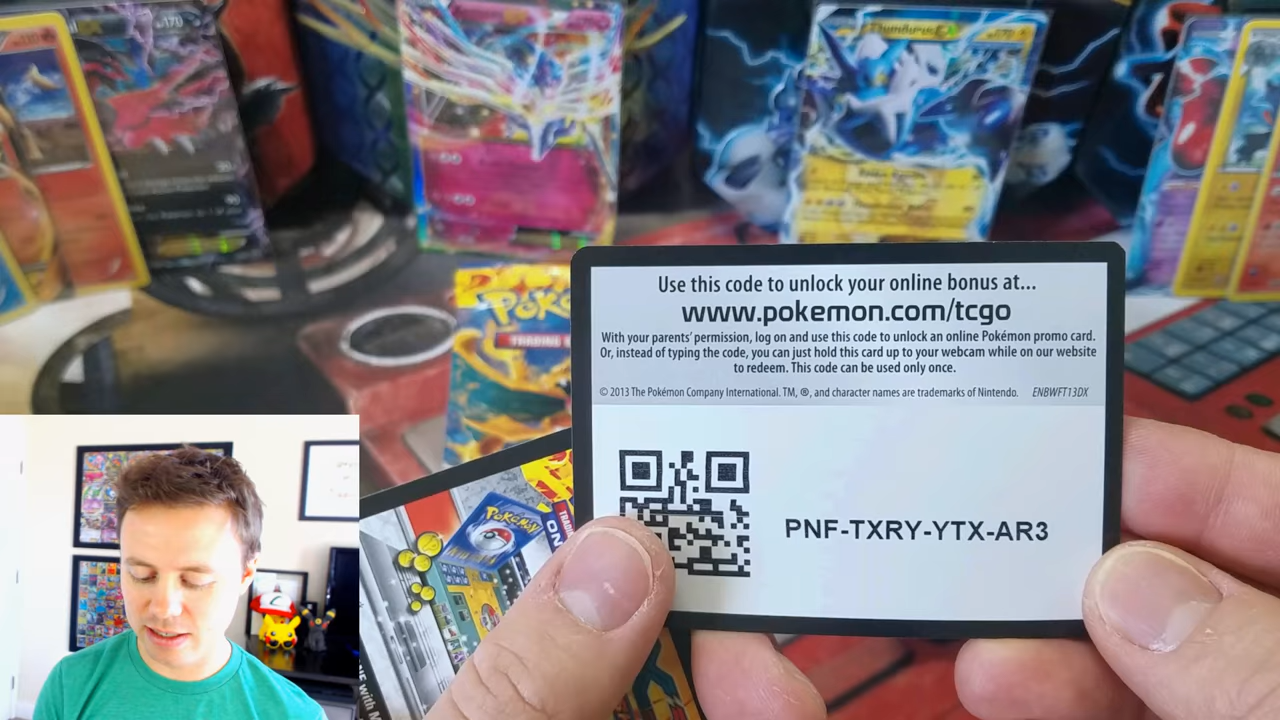 Thundurus EX
Use this code to unlock your online bonus at...
www.pokemon.com/tcgo
With your parents' permission, log on and use this code to unlock an online Pokémon promo card.
Or, instead of typing the code, you can just hold this card up to your webcam while on our website
to redeem. This code can be used only once.
© 2013 The Pokémon Company International. TM, ®, and character names are trademarks of Nintendo. ENBWFT13DX
PNF-TXRY-YTX-AR3
Pokémon
TRADING